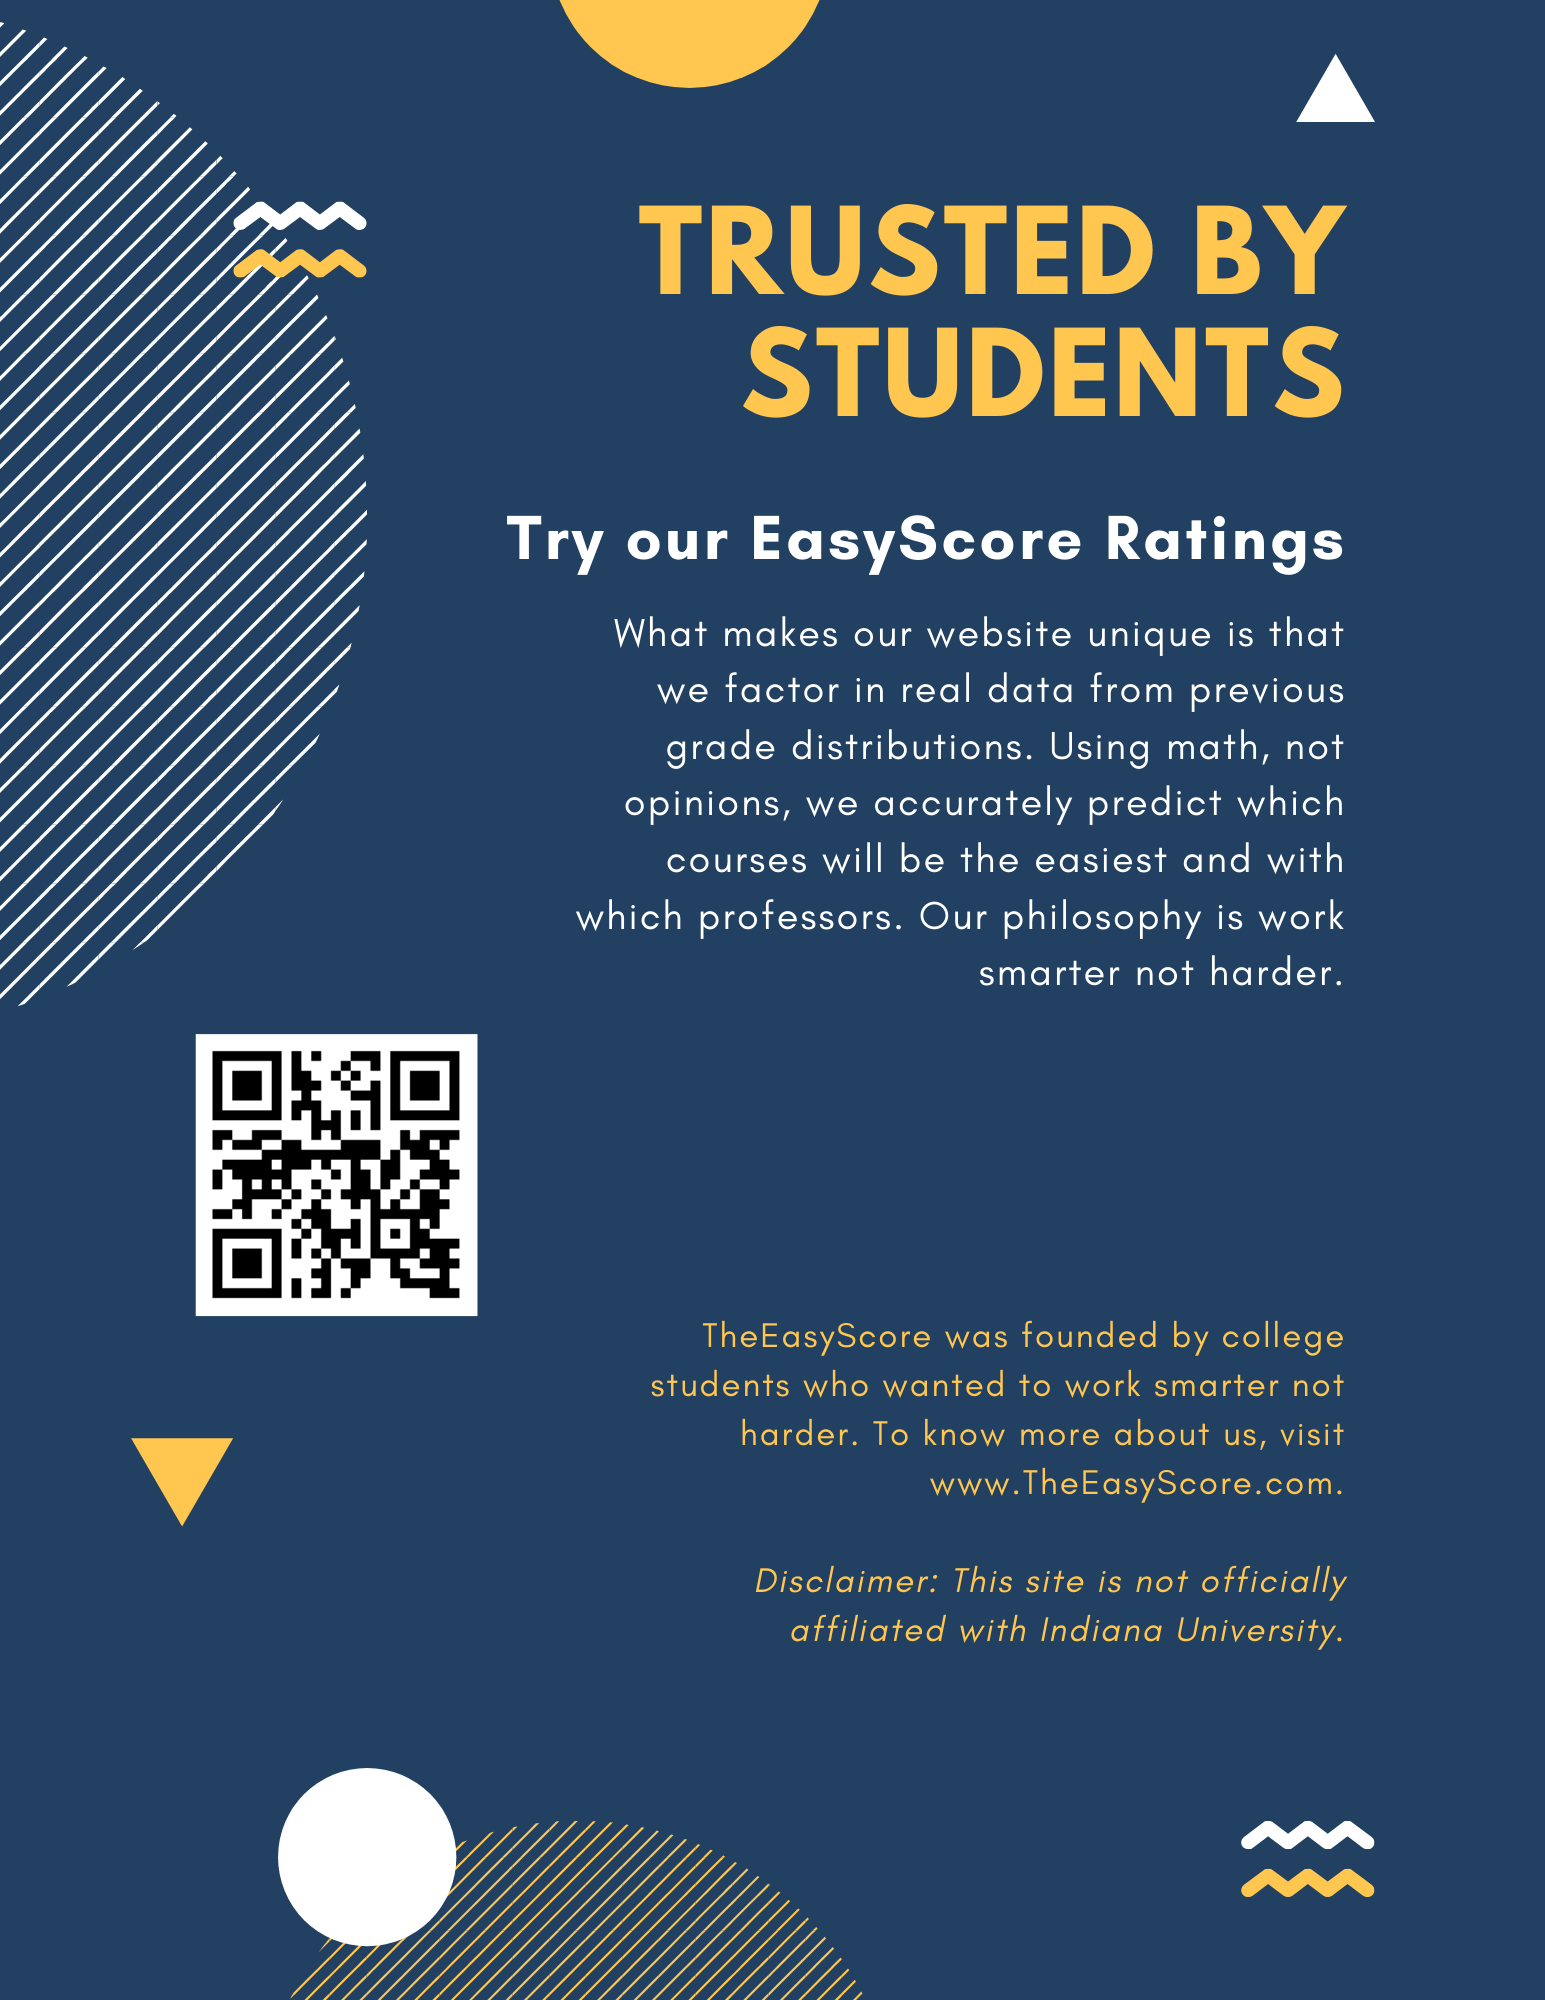 TRUSTED BY
STUDENTS
Try our EasyScore Ratings
What makes our website unique is that
we factor in real data from previous
grade distributions. Using math, not
opinions, we accurately predict which
courses will be the easiest and with
which professors. Our philosophy is work
smarter not harder.
TheEasyScore was founded by college
students who wanted to work smarter not
harder. To know more about us, visit
www.TheEasyScore.com.
Disclaimer: This site is not officially
affiliated with Indiana University.